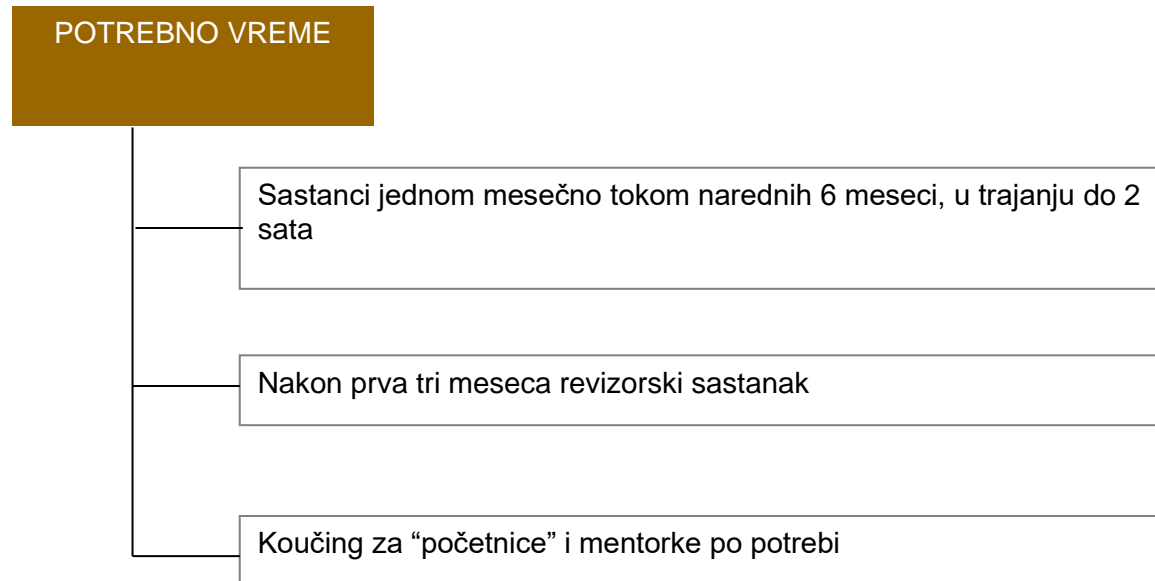 POTREBNO VREME
Sastanci jednom mesečno tokom narednih 6 meseci, u trajanju do 2
sata
Nakon prva tri meseca revizorski sastanak
Koučing za “početnice” i mentorke po potrebi